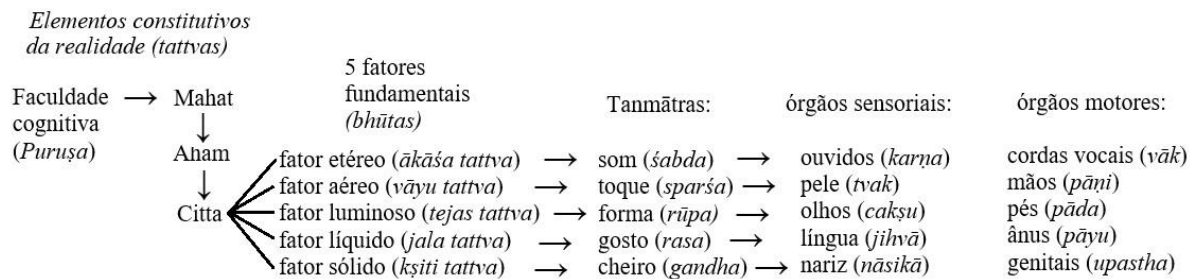 Elementos constitutivos
da realidade (tattvas)
5 fatores
fundamentais
(bhūtas)
Tanmātras:
órgãos sensoriais:
órgãos motores:
Faculdade → Mahat
cognitiva
(Puruṣa)
↓
Aham
↓
Citta
fator etéreo (ākāśa tattva) → som (śabda) → ouvidos (karṇa) cordas vocais (vāk)
fator aéreo (vāyu tattva) → toque (sparśa) → pele (tvak) mãos (pāṇi)
fator luminoso (tejas tattva) → forma (rūpa) → olhos (cakṣu) pés (pāda)
fator líquido (jala tattva) → gosto (rasa) → língua (jihvā) ânus (pāyu)
fator sólido (kṣiti tattva) → cheiro (gandha) → nariz (nāsikā) genitais (upastha)